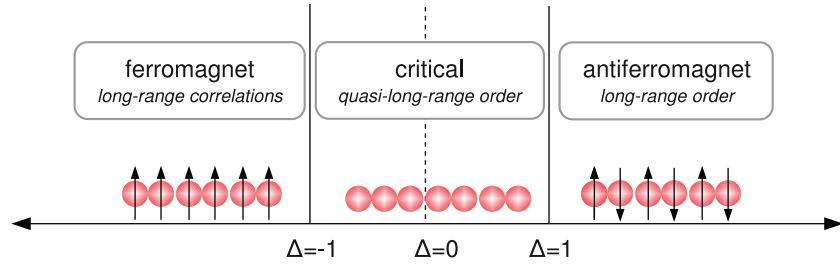 ferromagnet
long-range correlations
critical
quasi-long-range order
antiferromagnet
long-range order
Δ=-1
Δ=0
Δ=1